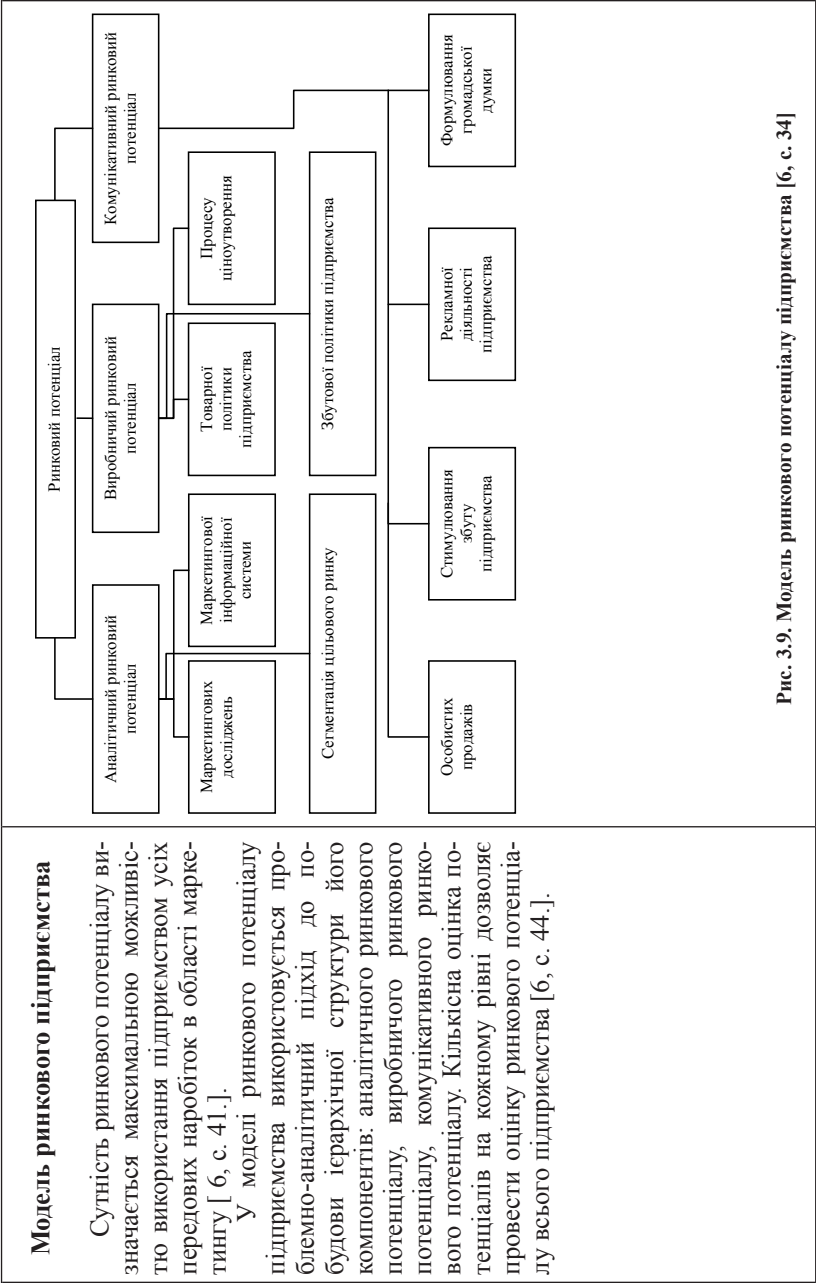 Модель ринкового підприємства
Сутність ринкового потенціалу ви-
значається максимальною можливіс-
тю використання підприємством усіх
передових наробіток в області марке-
тингу [ 6, с. 41.].
У моделі ринкового потенціалу
підприємства використовується про-
блемно-аналітичний підхід до по-
будови ієрархічної структури його
компонентів: аналітичного ринкового
потенціалу, виробничого ринкового
потенціалу, комунікативного ринко-
вого потенціалу. Кількісна оцінка по-
тенціалів на кожному рівні дозволяє
провести оцінку ринкового потенціа-
лу всього підприємства [6, с. 44.].
Ринковий потенціал
Аналітичний ринковий
потенціал
Виробничий ринковий
потенціал
Комунікативний ринковий
потенціал
Маркетингових
досліджень
Маркетингової
інформаційної
системи
Товарної
політики
підприємства
Процесу
ціноутворення
Сегментація цільового ринку
Збутової політики підприємства
Особистих
продажів
Стимулювання
збуту
підприємства
Рекламної
діяльності
підприємства
Формулювання
громадської
думки
Рис. 3.9. Модель ринкового потенціалу підприємства [6, с. 34]